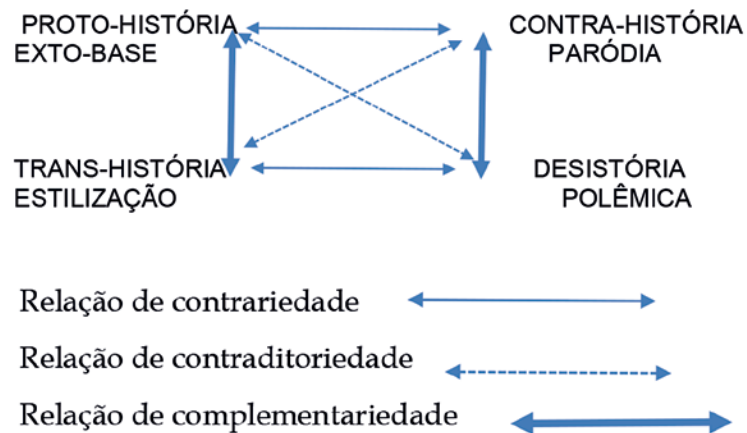 PROTO-HISTÓRIA CONTRA-HISTÓRIA
EXTO-BASE PARÓDIA
TRANS-HISTÓRIA DESISTÓRIA
ESTILIZAÇÃO POLÊMICA
Relação de contrariedade
Relação de contraditoriedade
Relação de complementariedade